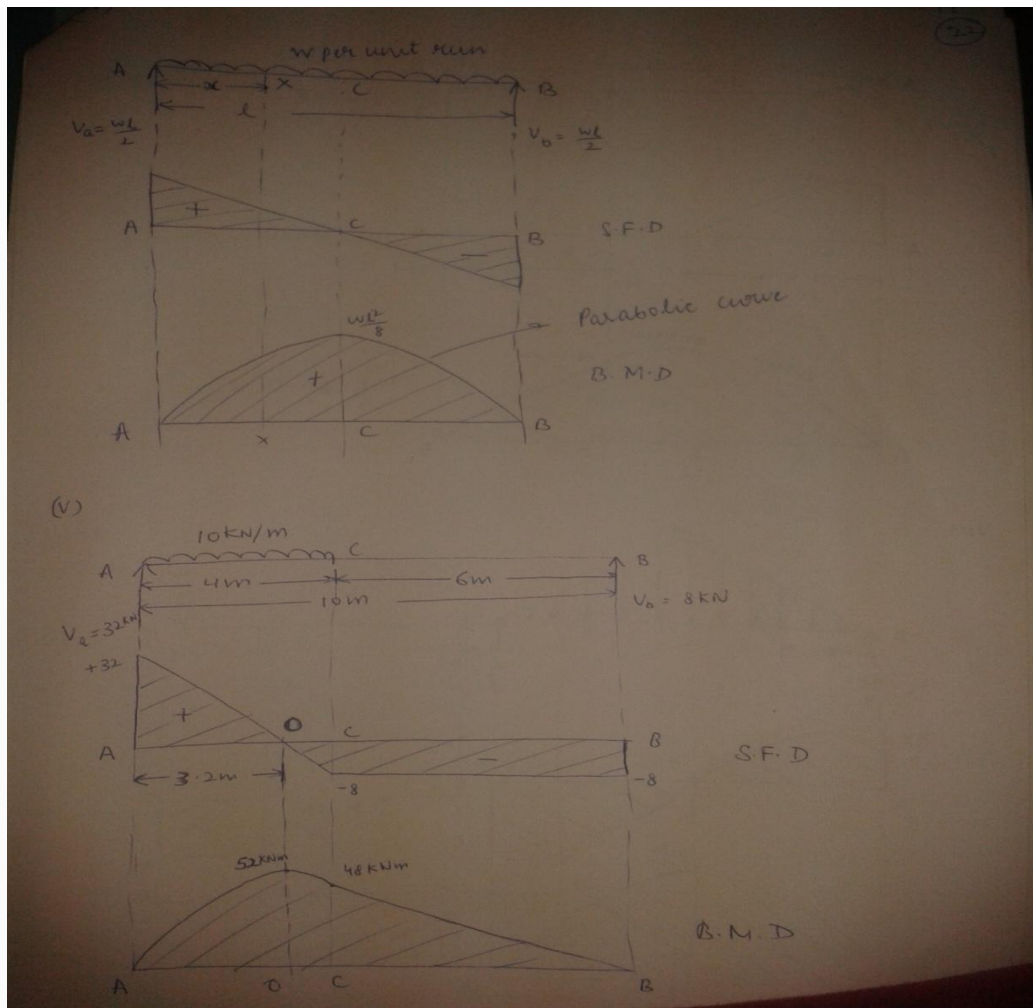 22
W per unit run
A x X C B
l
Va = wl/2 Vb = wl/2
+
A C B S.F.D
−
wl²/8 Parabolic curve
+ B.M.D
A X C B
(V)
10KN/m
A C B
4m 6m
10m
Va = 32KN Vb = 8KN
+32
+ O C
A − B S.F.D
3.2m
-8 -8
52KNm 48KNm
B.M.D
A O C B